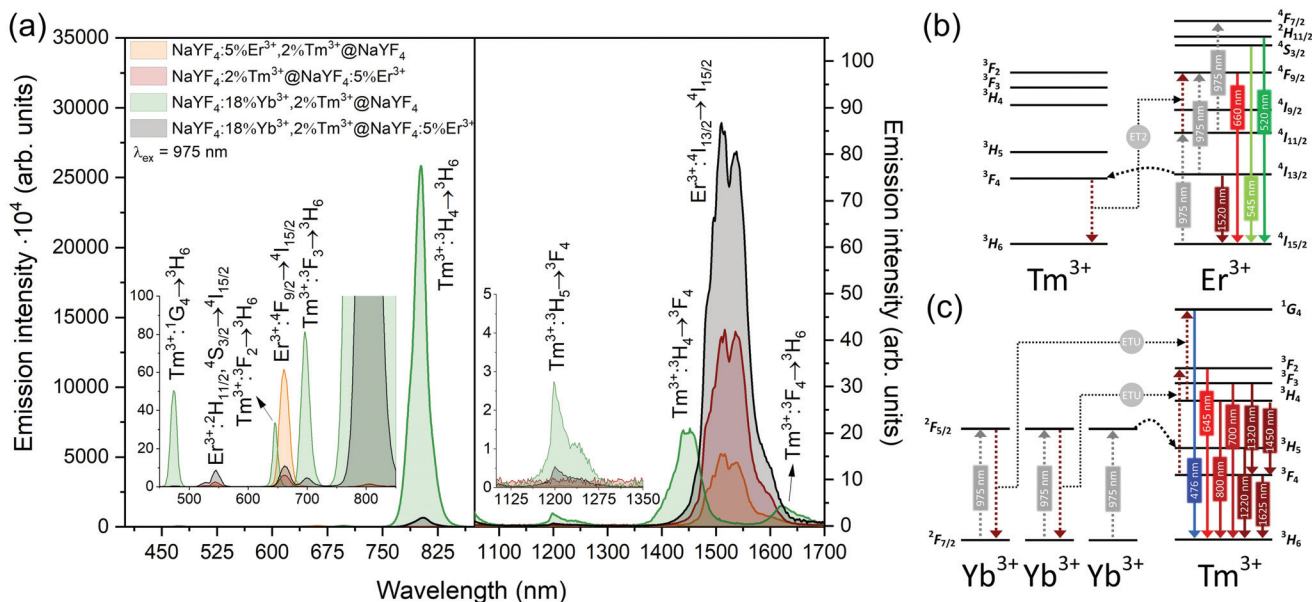 (a)
NaYF₄:5%Er³⁺,2%Tm³⁺@NaYF₄
NaYF₄:2%Tm³⁺@NaYF₄:5%Er³⁺
NaYF₄:18%Yb³⁺,2%Tm³⁺@NaYF₄
NaYF₄:18%Yb³⁺,2%Tm³⁺@NaYF₄:5%Er³⁺
λex = 975 nm
Emission intensity ·10⁴ (arb. units)
35000
30000
25000
20000
15000
10000
5000
0
100
80
60
40
20
0
500 600 700 800
Tm³⁺:¹G₄→³H₆
Er³⁺:²H₁₁/₂,⁴S₃/₂→⁴I₁₅/₂
Tm³⁺:³F₂→³H₆
Er³⁺:⁴F₉/₂→⁴I₁₅/₂
Tm³⁺:³F₃→³H₆
Tm³⁺:³H₄→³H₆
5
4
3
2
1
0
1170 1260 1350
Tm³⁺:³H₅→³F₄
Tm³⁺:³H₄→³F₄
Er³⁺:⁴I₁₃/₂→⁴I₁₅/₂
Tm³⁺:³F₄→³H₆
100
90
80
70
60
50
40
30
20
10
0
Emission intensity (arb. units)
450 525 600 675 750 825 1100 1200 1300 1400 1500 1600 1700
Wavelength (nm)
(b)
³F₂
³F₃
³H₄
³H₅
³F₄
³H₆
Tm³⁺
ET2
⁴F₇/₂
²H₁₁/₂
⁴S₃/₂
⁴F₉/₂
⁴I₉/₂
⁴I₁₁/₂
⁴I₁₃/₂
⁴I₁₅/₂
975 nm
975 nm
975 nm
1520 nm
660 nm
545 nm
520 nm
Er³⁺
(c)
²F₅/₂
²F₇/₂
975 nm
975 nm
975 nm
Yb³⁺ Yb³⁺ Yb³⁺
ETU
ETU
¹G₄
³F₂
³F₃
³H₄
³H₅
³F₄
³H₆
476 nm
645 nm
800 nm
700 nm
1220 nm
1320 nm
1625 nm
1450 nm
Tm³⁺